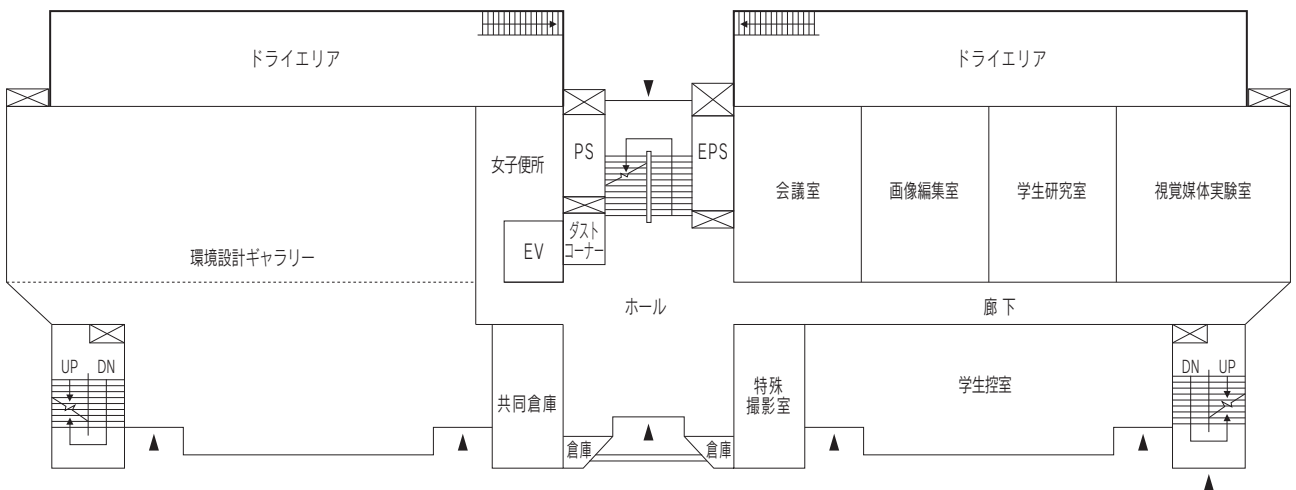 ドライエリア
ドライエリア
女子便所
PS
EPS
会議室
画像編集室
学生研究室
視覚媒体実験室
ダスト
コーナー
EV
環境設計ギャラリー
ホール
廊下
UP DN
共同倉庫
特殊
撮影室
学生控室
DN UP
倉庫
倉庫